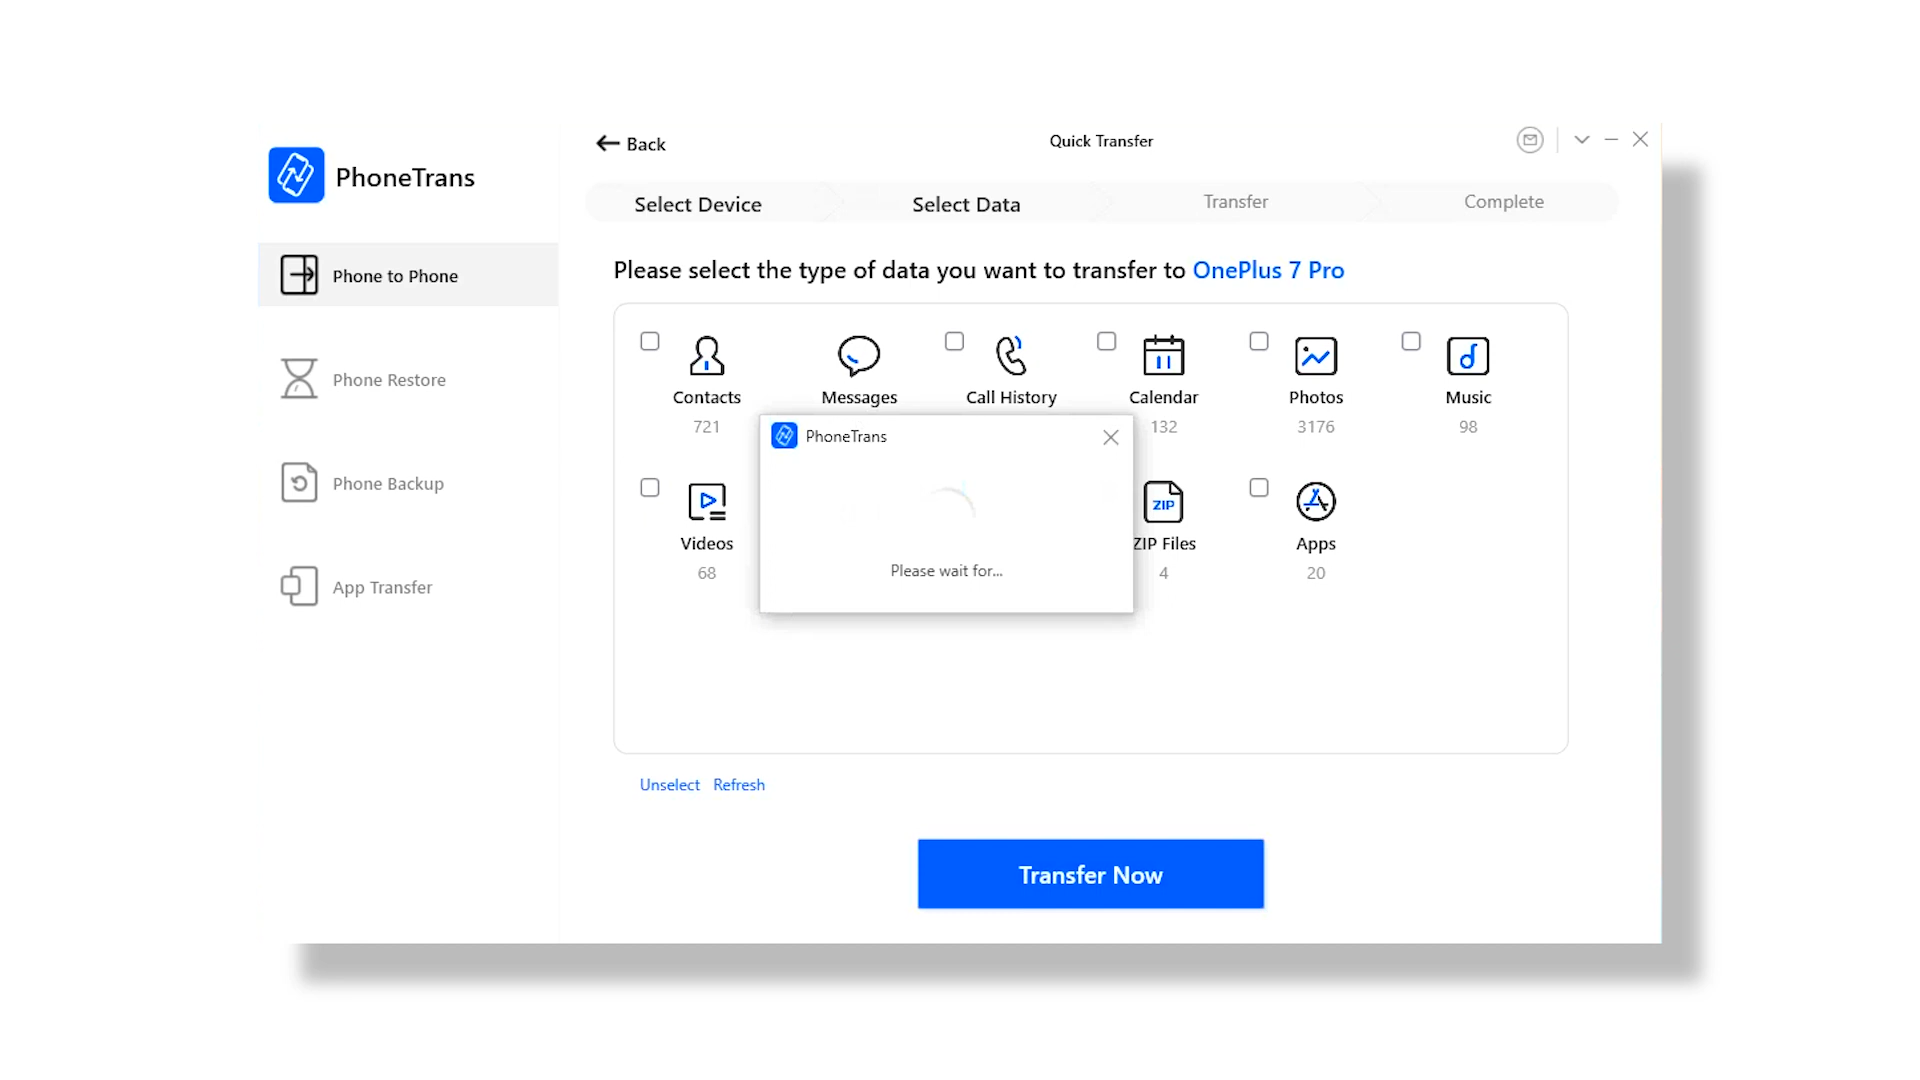 PhoneTrans
Phone to Phone
Phone Restore
Phone Backup
App Transfer
Back
Quick Transfer
Select Device
Select Data
Transfer
Complete
Please select the type of data you want to transfer to OnePlus 7 Pro
Contacts
721
Messages
Call History
Calendar
132
Photos
3176
Music
98
Videos
68
ZIP
ZIP Files
4
Apps
20
PhoneTrans
Please wait for...
Unselect Refresh
Transfer Now